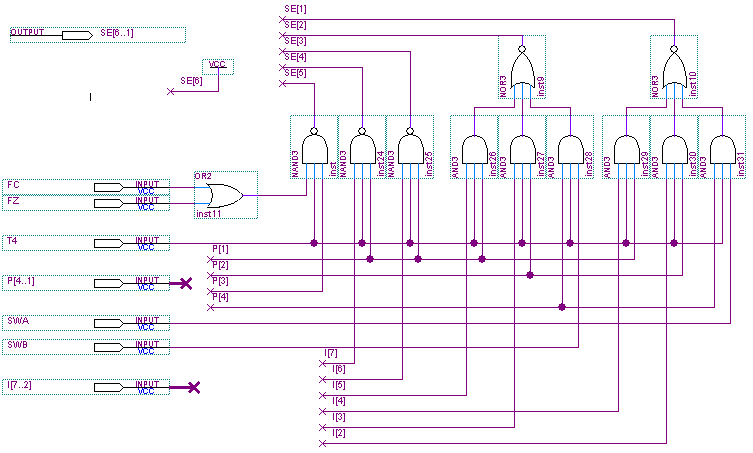 OUTPUT SE[6..1]
SE[1]
SE[2]
SE[3]
SE[4]
SE[5]
VCC
SE[6]
NOR3 inst9
NOR3 inst10
NAND3 inst
NAND3 inst24
NAND3 inst25
AND3 inst26
AND3 inst27
AND3 inst28
AND3 inst29
AND3 inst30
AND3 inst31
OR2
inst11
FC INPUT
VCC
FZ INPUT
VCC
T4 INPUT
VCC
P[1]
P[2]
P[4..1] INPUT
VCC
P[3]
P[4]
SWA INPUT
VCC
SWB INPUT
VCC
I[7]
I[6]
I[7..2] INPUT
VCC
I[5]
I[4]
I[3]
I[2]